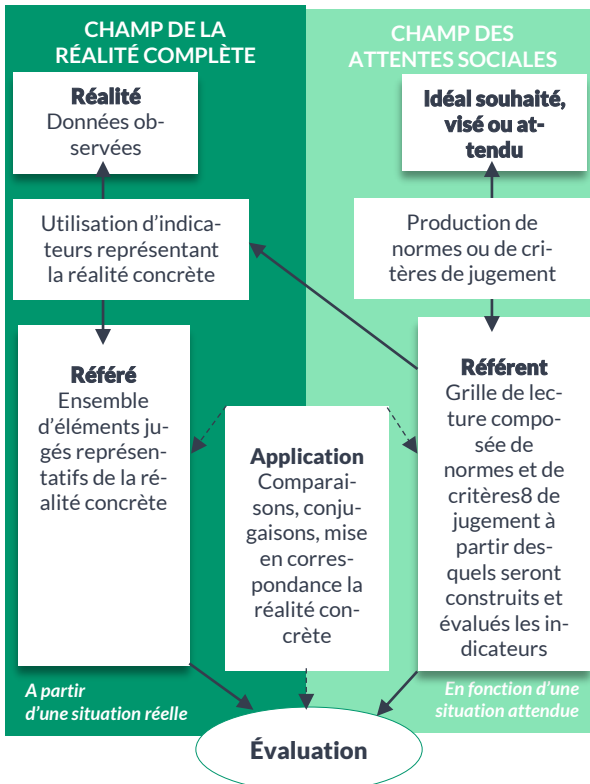 CHAMP DE LA
RÉALITÉ COMPLÈTE
CHAMP DES
ATTENTES SOCIALES
Réalité
Données ob-
servées
Idéal souhaité,
visé ou at-
tendu
Utilisation d'indica-
teurs représentant
la réalité concrète
Production de
normes ou de cri-
tères de jugement
Référé
Ensemble
d'éléments ju-
gés représen-
tatifs de la ré-
alité concrète
Application
Comparai-
sons, conju-
gaisons, mise
en corres-
pondance la
réalité con-
crète
Référent
Grille de lec-
ture compo-
sée de
normes et de
critères8 de
jugement à
partir des-
quels seront
construits et
évalués les in-
dicateurs
A partir
d'une situation réelle
En fonction d'une
situation attendue
Évaluation